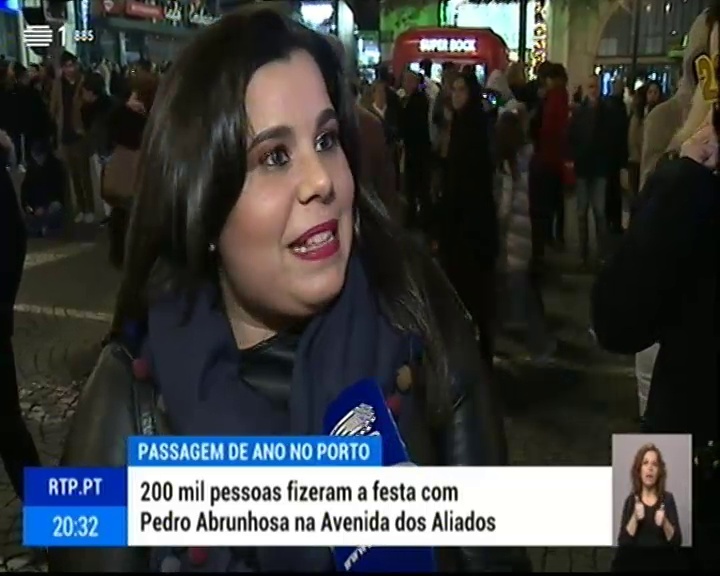 1 885
SUPER BOCK
PASSAGEM DE ANO NO PORTO
RTP.PT
200 mil pessoas fizeram a festa com
20:32
Pedro Abrunhosa na Avenida dos Aliados